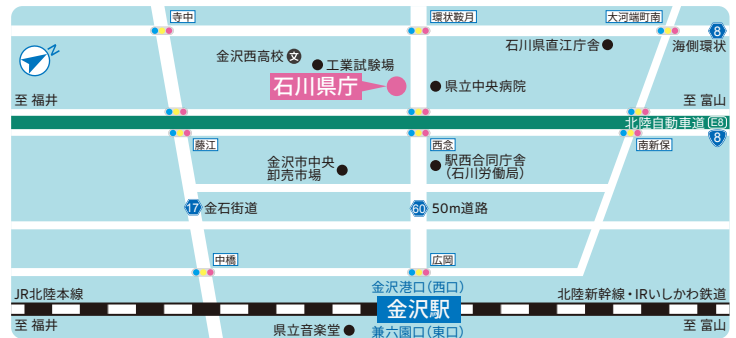 寺中
環状鞍月
大河端町南
8
N
金沢西高校 文
工業試験場
石川県直江庁舎
海側環状
石川県庁
県立中央病院
至 福井
至 富山
北陸自動車道 E8
8
藤江
西念
南新保
金沢市中央
卸売市場
駅西合同庁舎
(石川労働局)
17 金石街道
60 50m道路
中橋
広岡
金沢港口(西口)
JR北陸本線
北陸新幹線・IRいしかわ鉄道
金沢駅
至 福井
県立音楽堂
兼六園口(東口)
至 富山